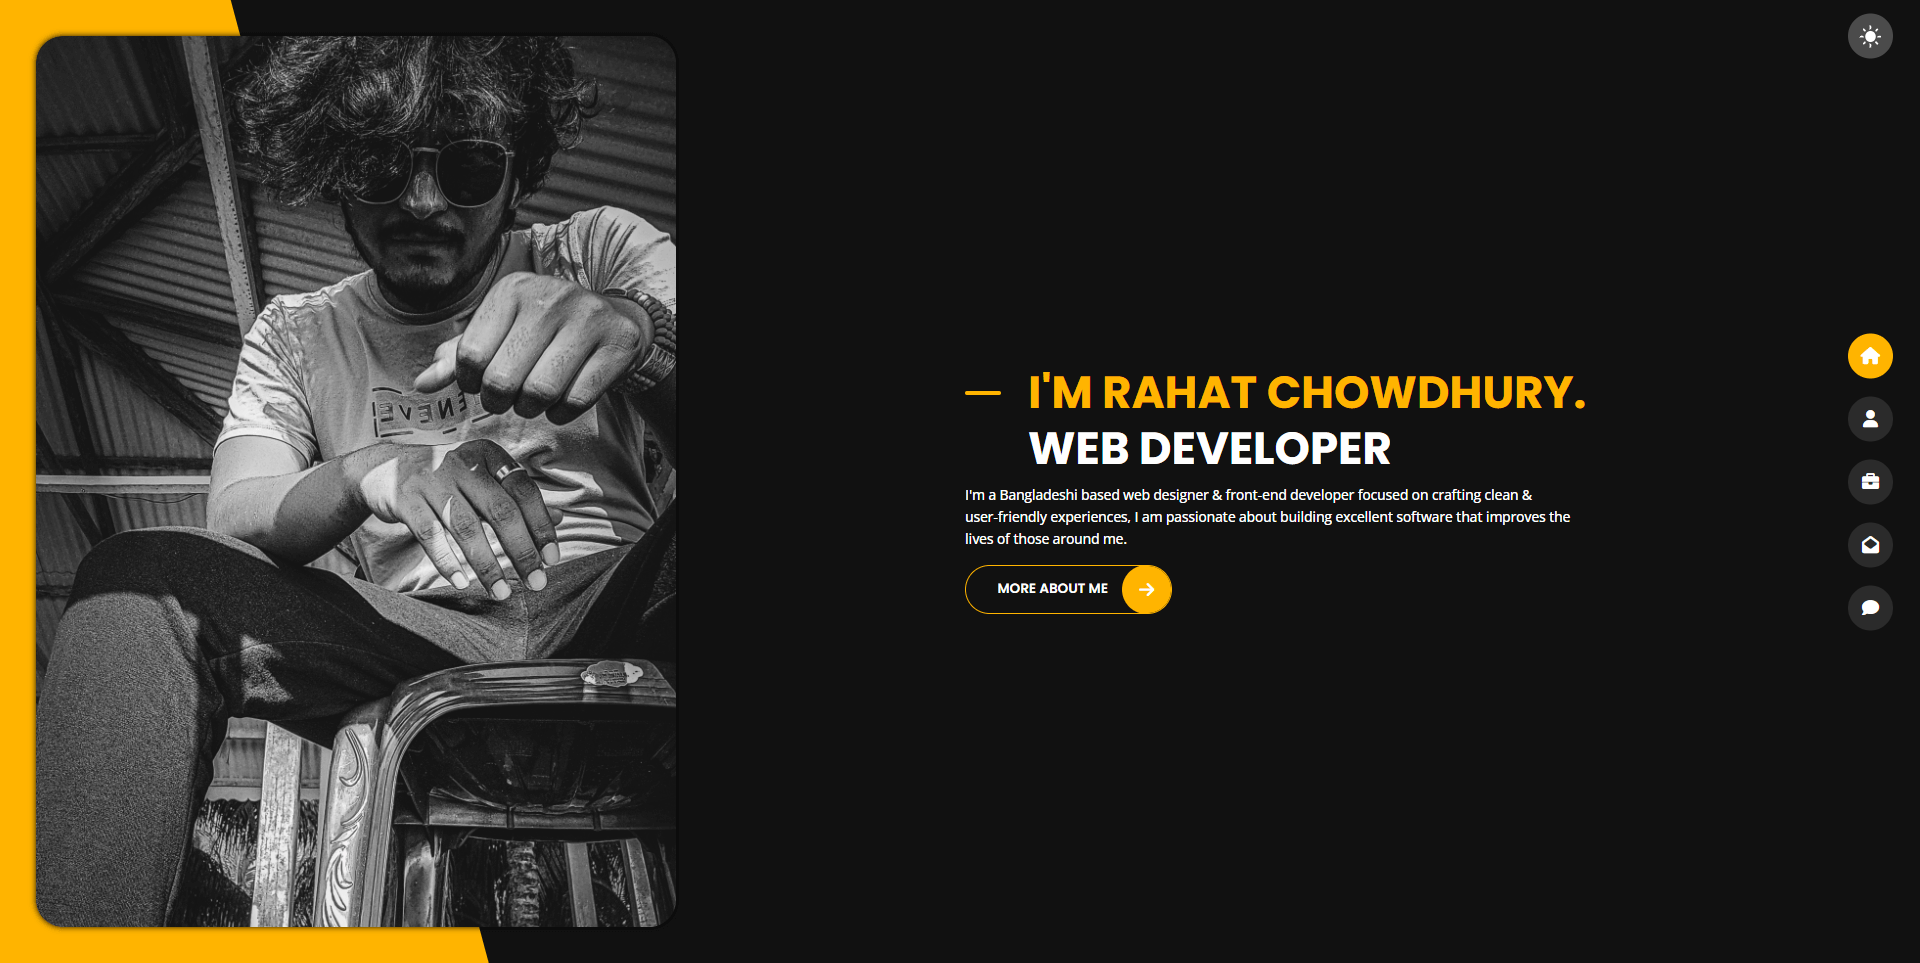 I'M RAHAT CHOWDHURY.
WEB DEVELOPER
I'm a Bangladeshi based web designer & front-end developer focused on crafting clean &
user-friendly experiences, I am passionate about building excellent software that improves the
lives of those around me.
MORE ABOUT ME